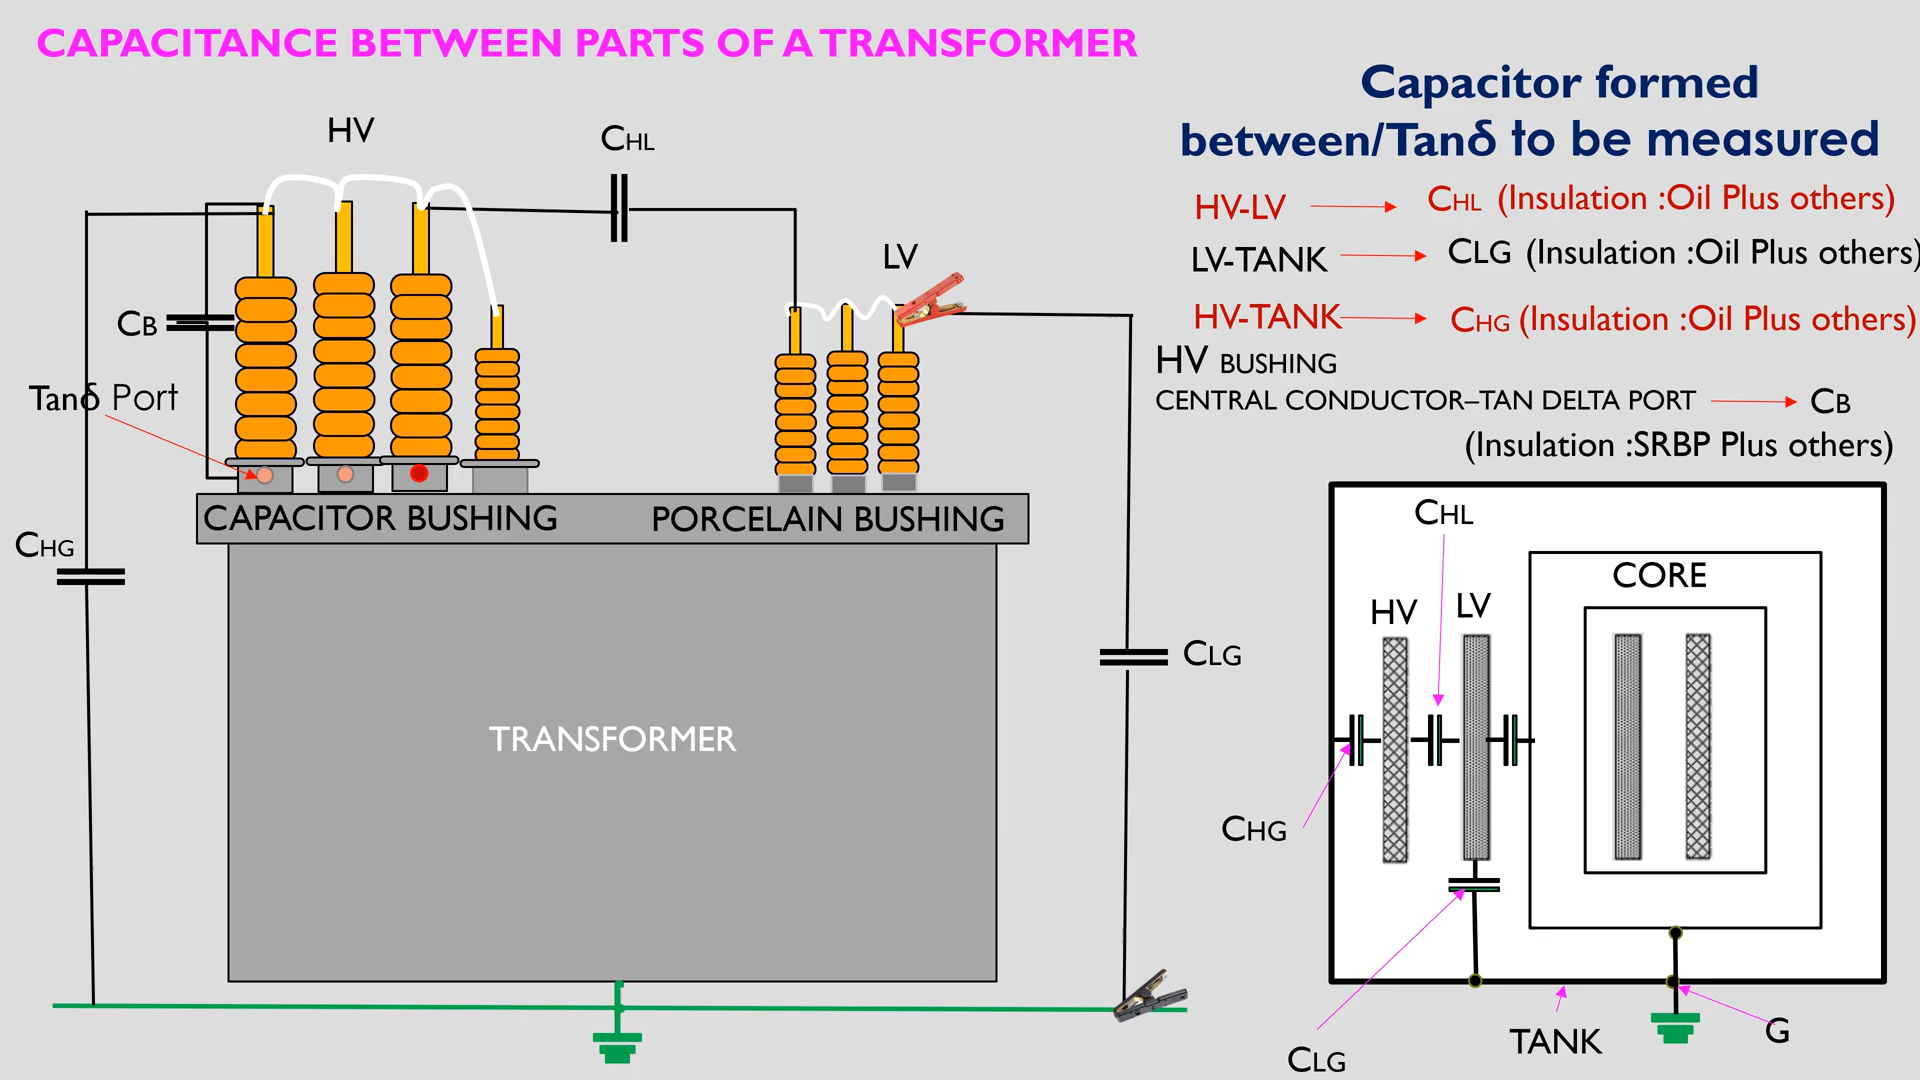 CAPACITANCE BETWEEN PARTS OF A TRANSFORMER
Capacitor formed
between/Tanδ to be measured
HV
CHL
HV-LV CHL (Insulation :Oil Plus others)
LV
LV-TANK CLG (Insulation :Oil Plus others)
CB
HV-TANK CHG (Insulation :Oil Plus others)
HV BUSHING
Tanδ Port
CENTRAL CONDUCTOR–TAN DELTA PORT CB
(Insulation :SRBP Plus others)
CAPACITOR BUSHING
PORCELAIN BUSHING
CHG
CLG
TRANSFORMER
CHL
CORE
HV
LV
CHG
CLG
TANK
G